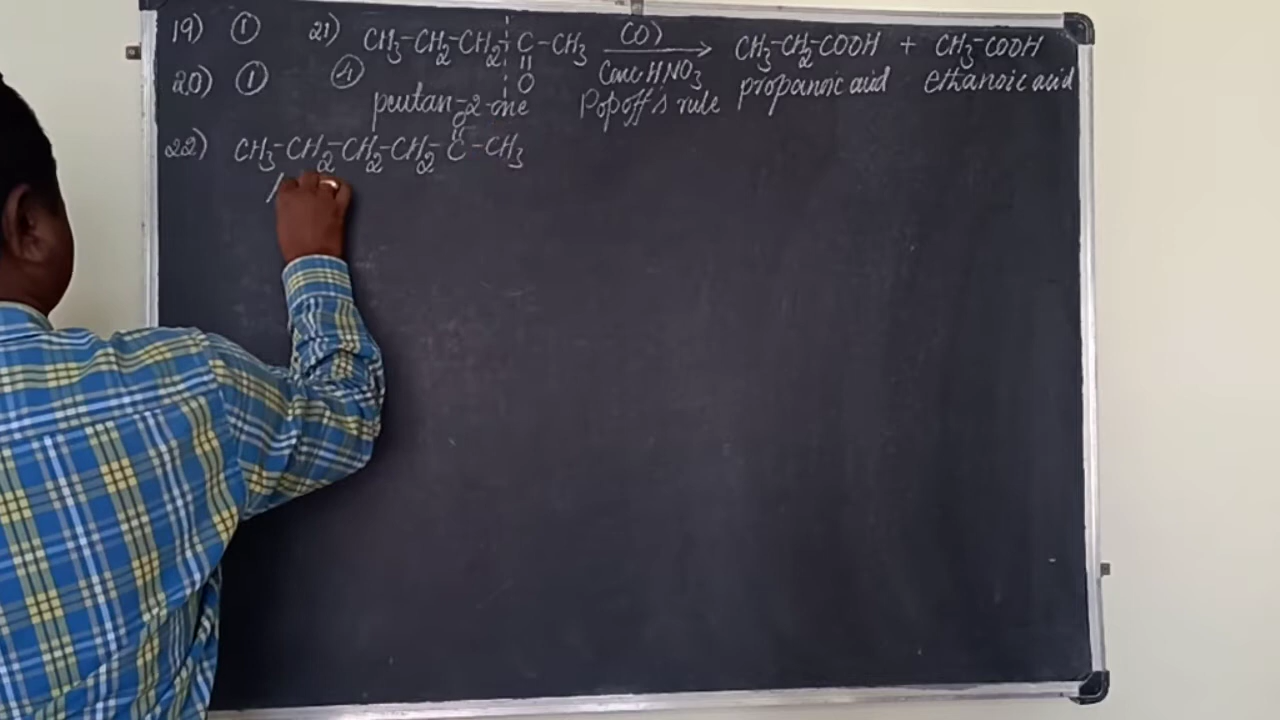 19) ① 21) CH₃-CH₂-CH₂-C-CH₃ (O) → CH₃-CH₂-COOH + CH₃-COOH
20) ① ④ O Conc HNO₃ propanoic acid ethanoic acid
pentan-2-one Popoff's rule
22) CH₃-CH₂-CH₂-CH₂-C-CH₃